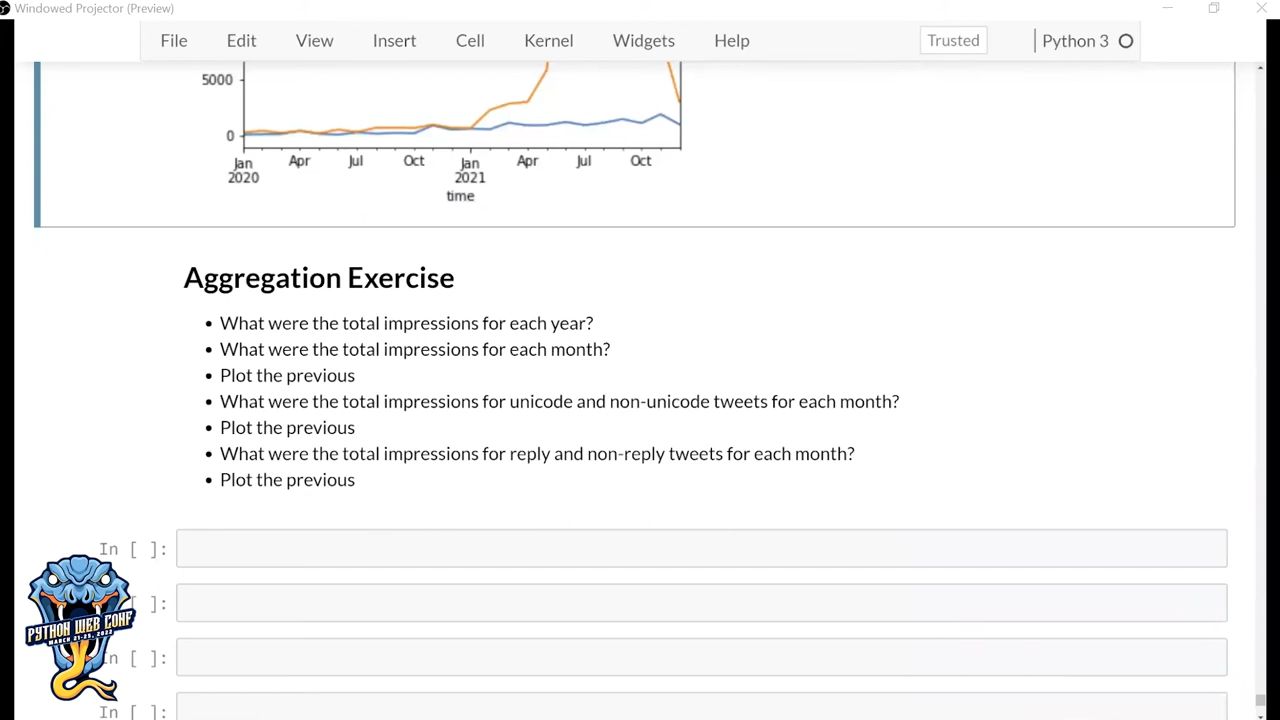 Windowed Projector (Preview)
File Edit View Insert Cell Kernel Widgets Help Trusted Python 3
5000
0
Jan Apr Jul Oct Jan Apr Jul Oct
2020 2021
time
Aggregation Exercise
• What were the total impressions for each year?
• What were the total impressions for each month?
• Plot the previous
• What were the total impressions for unicode and non-unicode tweets for each month?
• Plot the previous
• What were the total impressions for reply and non-reply tweets for each month?
• Plot the previous
In [ ]:
[ ]:
In [ ]:
In [ ]:
PYTHON WEB CONF
MARCH 21-25, 2022